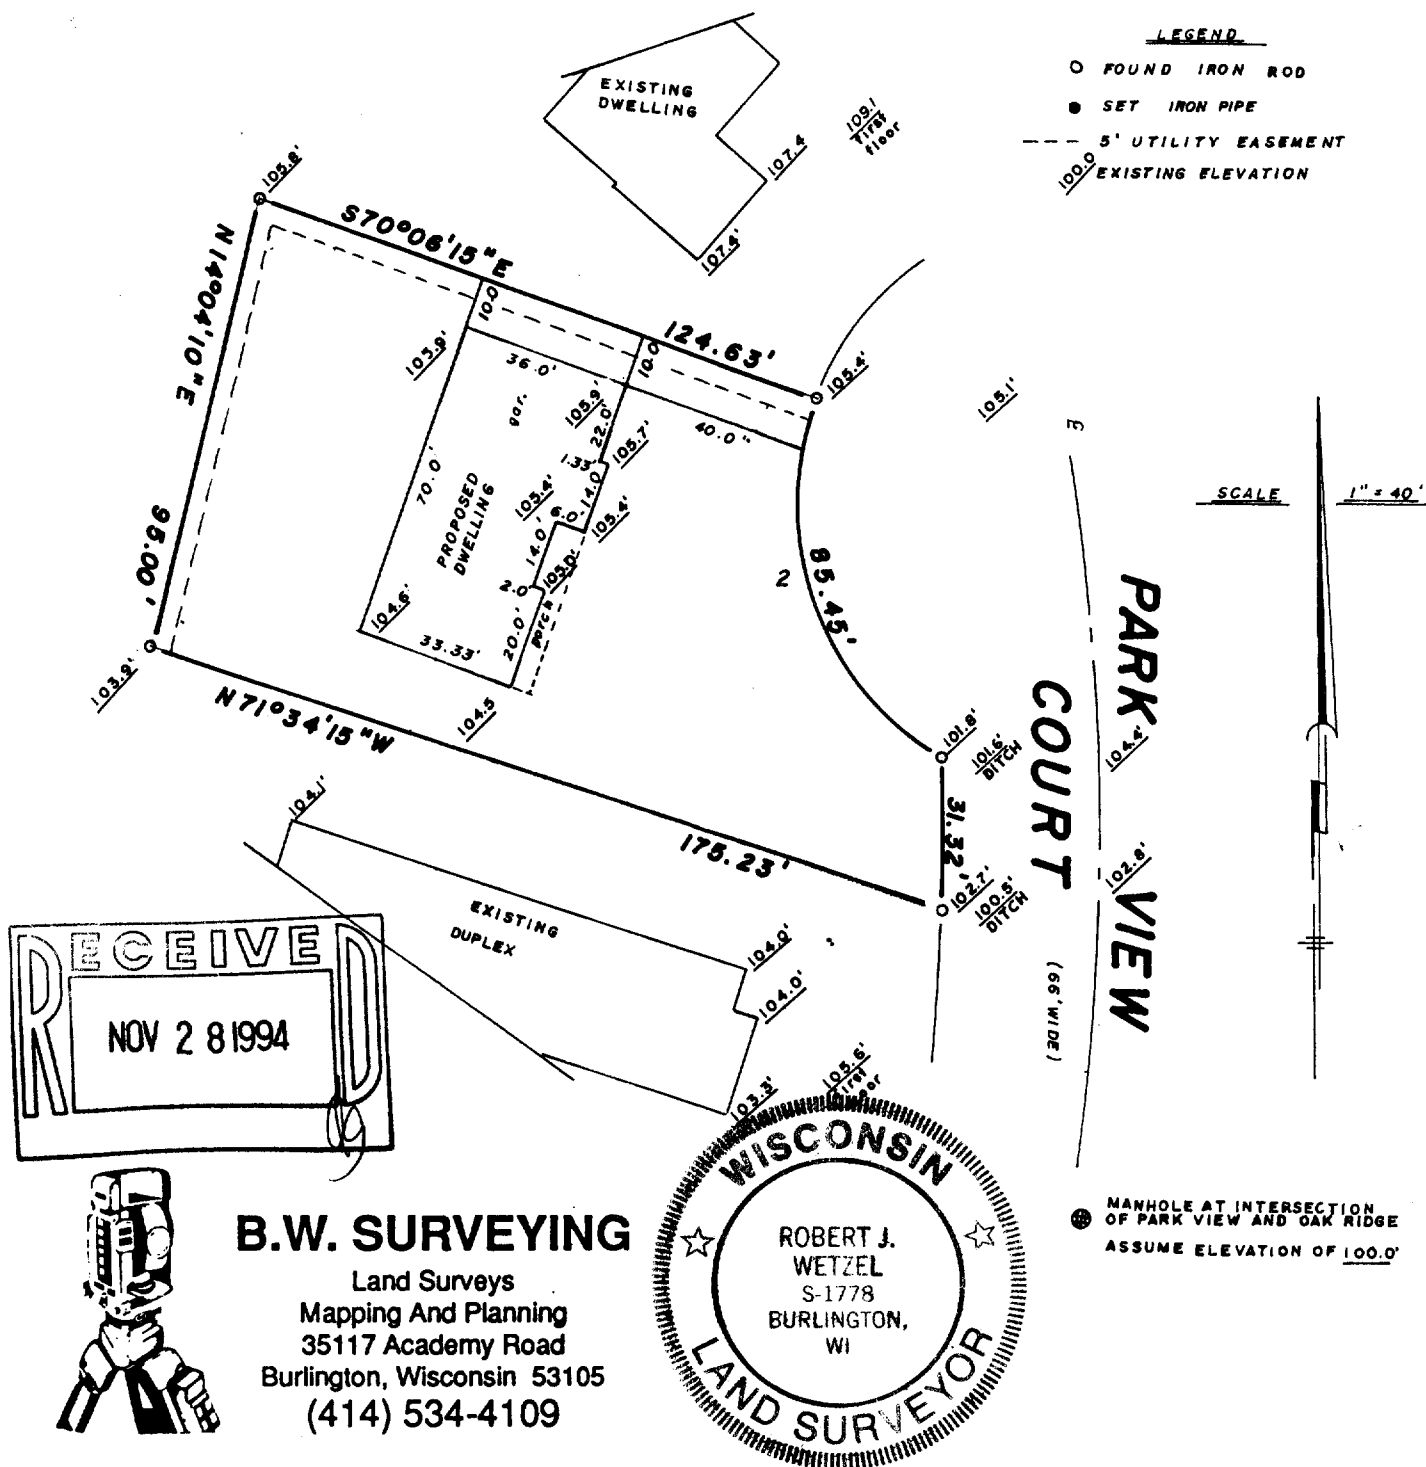 LEGEND
FOUND IRON ROD
SET IRON PIPE
5' UTILITY EASEMENT
100.0 EXISTING ELEVATION
EXISTING
DWELLING
109.1
first
floor
107.4
107.4'
105.8'
S70°06'15"E
124.63'
N14°04'10"E
95.00'
10.0
10.0
103.9'
36.0'
gar.
105.9'
22.0'
105.4'
105.1'
40.0"
105.7'
1.33'
14.0'
70.0'
PROPOSED
DWELLING
105.4'
6.0
105.4'
14.0'
2.0
105.0'
porch
20.0'
104.6'
33.33'
104.5
103.9'
N71°34'15"W
175.23'
2
85.45'
101.8'
101.6'
DITCH
31.32'
102.7'
100.5'
DITCH
104.4'
102.8'
PARK VIEW
COURT
(66' WIDE)
SCALE 1" = 40'
104.1'
EXISTING
DUPLEX
104.0'
104.0'
103.3'
105.6'
first
floor
RECEIVED
NOV 28 1994
B.W. SURVEYING
Land Surveys
Mapping And Planning
35117 Academy Road
Burlington, Wisconsin 53105
(414) 534-4109
WISCONSIN
ROBERT J.
WETZEL
S-1778
BURLINGTON,
WI
LAND SURVEYOR
MANHOLE AT INTERSECTION
OF PARK VIEW AND OAK RIDGE
ASSUME ELEVATION OF 100.0'